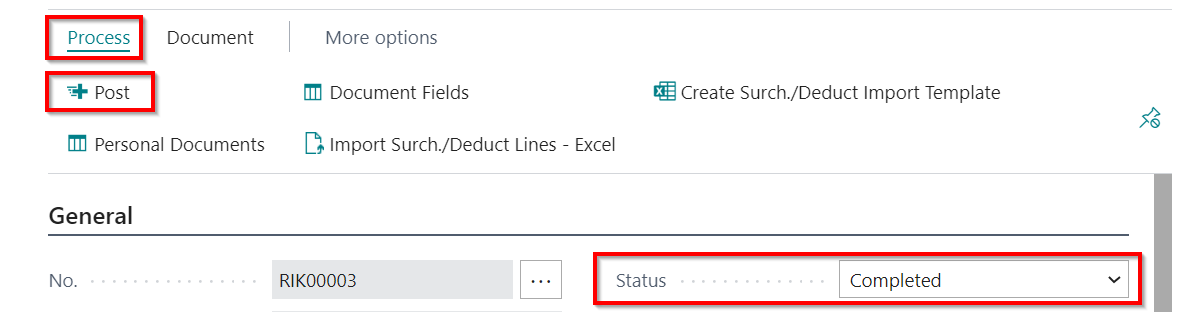 Process Document More options
Post Document Fields Create Surch./Deduct Import Template
Personal Documents Import Surch./Deduct Lines - Excel
General
No. RIK00003 ... Status Completed